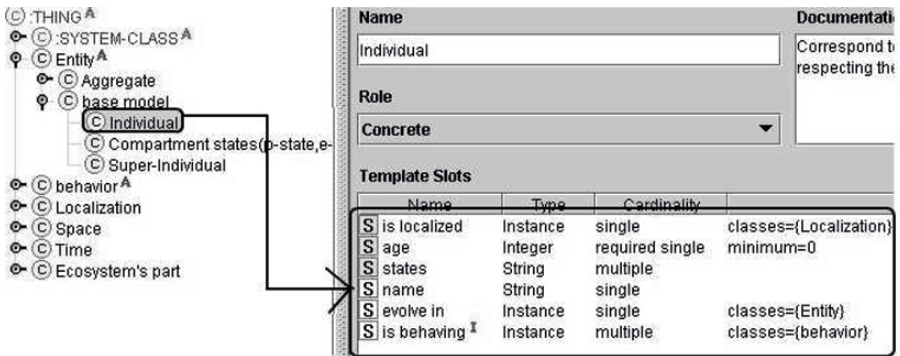 :THING A
:SYSTEM-CLASS A
Entity A
Aggregate
base model
Individual
Compartment states(p-state,e-
Super-Individual
behavior A
Localization
Space
Time
Ecosystem's part
Name
Individual
Role
Concrete
Documentati
Correspond t
respecting the
Template Slots
Name Type Cardinality
S is localized Instance single classes={Localization}
S age Integer required single minimum=0
S states String multiple
S name String single
S evolve in Instance single classes={Entity}
S is behaving I Instance multiple classes={behavior}